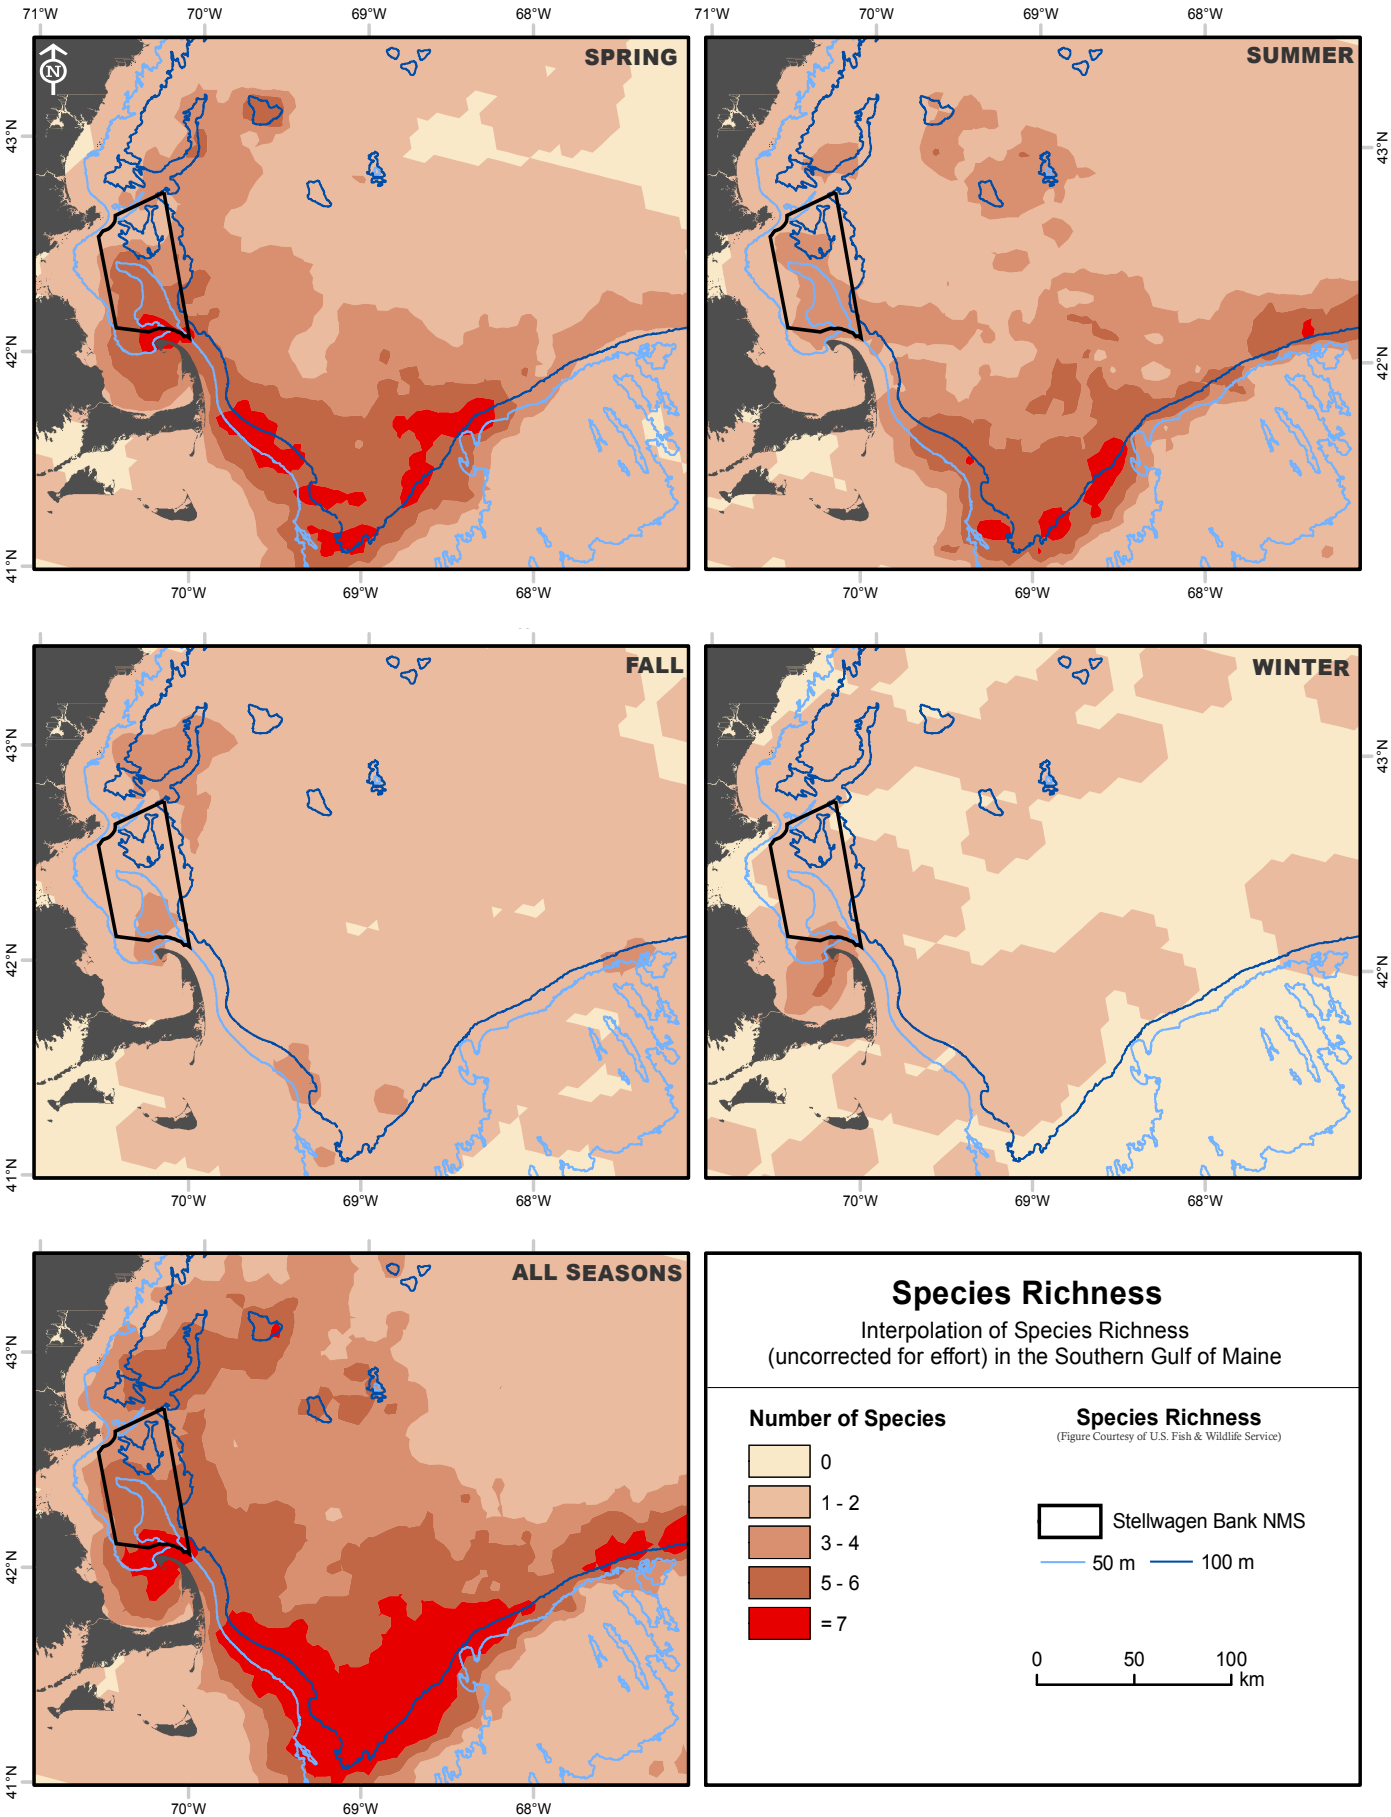 71°W 70°W 69°W 68°W 70°W 69°W 68°W
N
SPRING
SUMMER
43°N
43°N
42°N
42°N
41°N
70°W 69°W 68°W 70°W 69°W 68°W
FALL
WINTER
43°N
43°N
42°N
42°N
41°N
70°W 69°W 68°W 70°W 69°W 68°W
ALL SEASONS
43°N
42°N
41°N
70°W 69°W 68°W
Species Richness
Interpolation of Species Richness
(uncorrected for effort) in the Southern Gulf of Maine
Number of Species
0
1 - 2
3 - 4
5 - 6
= 7
Species Richness
(Figure Courtesy of U.S. Fish & Wildlife Service)
Stellwagen Bank NMS
50 m 100 m
0 50 100
km